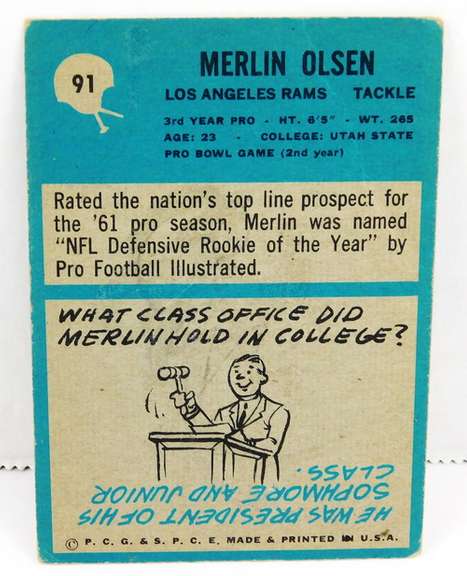 91
MERLIN OLSEN
LOS ANGELES RAMS TACKLE
3rd YEAR PRO - HT. 6'5" - WT. 265
AGE: 23 - COLLEGE: UTAH STATE
PRO BOWL GAME (2nd year)
Rated the nation's top line prospect for
the '61 pro season, Merlin was named
"NFL Defensive Rookie of the Year" by
Pro Football Illustrated.
WHAT CLASS OFFICE DID
MERLIN HOLD IN COLLEGE?
HE WAS PRESIDENT OF HIS
SOPHMORE AND JUNIOR
CLASS.
© P. C. G. & S. P. C. E. MADE & PRINTED IN U.S.A.